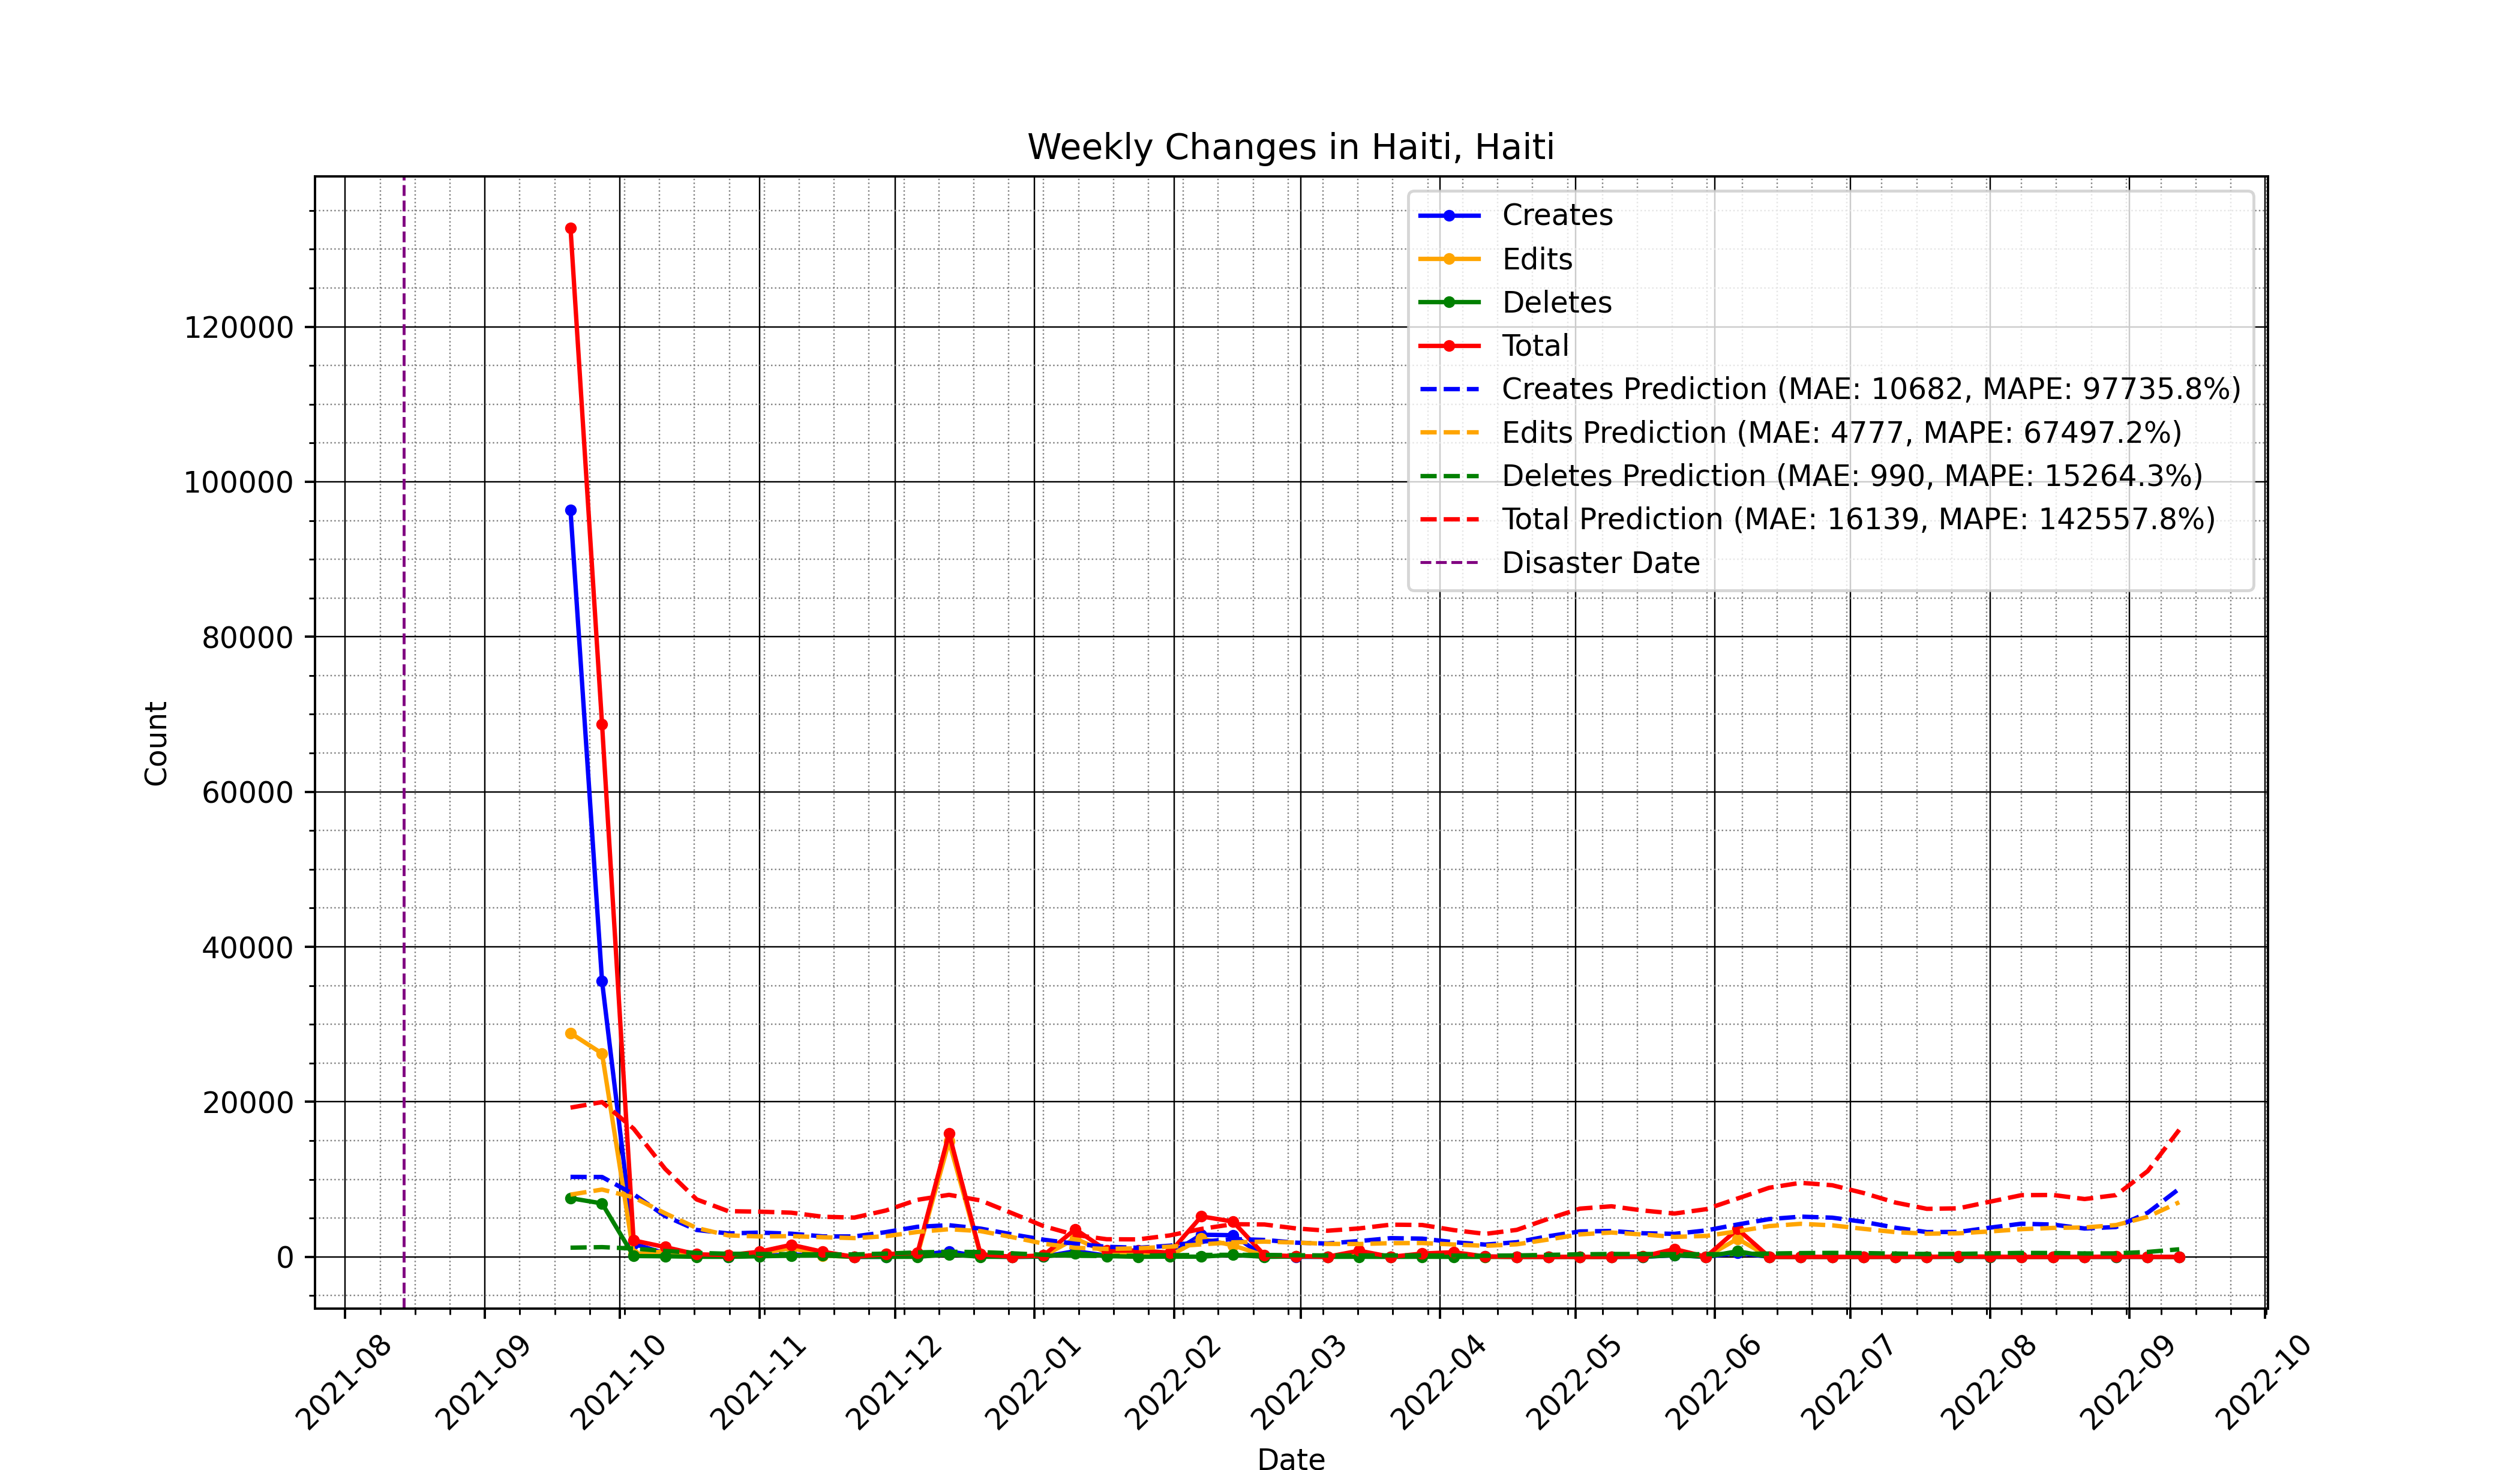 Weekly Changes in Haiti, Haiti
Creates
Edits
Deletes
Total
Creates Prediction (MAE: 10682, MAPE: 97735.8%)
Edits Prediction (MAE: 4777, MAPE: 67497.2%)
Deletes Prediction (MAE: 990, MAPE: 15264.3%)
Total Prediction (MAE: 16139, MAPE: 142557.8%)
Disaster Date
120000
100000
80000
60000
40000
20000
0
Count
2021-08
2021-09
2021-10
2021-11
2021-12
2022-01
2022-02
2022-03
2022-04
2022-05
2022-06
2022-07
2022-08
2022-09
2022-10
Date